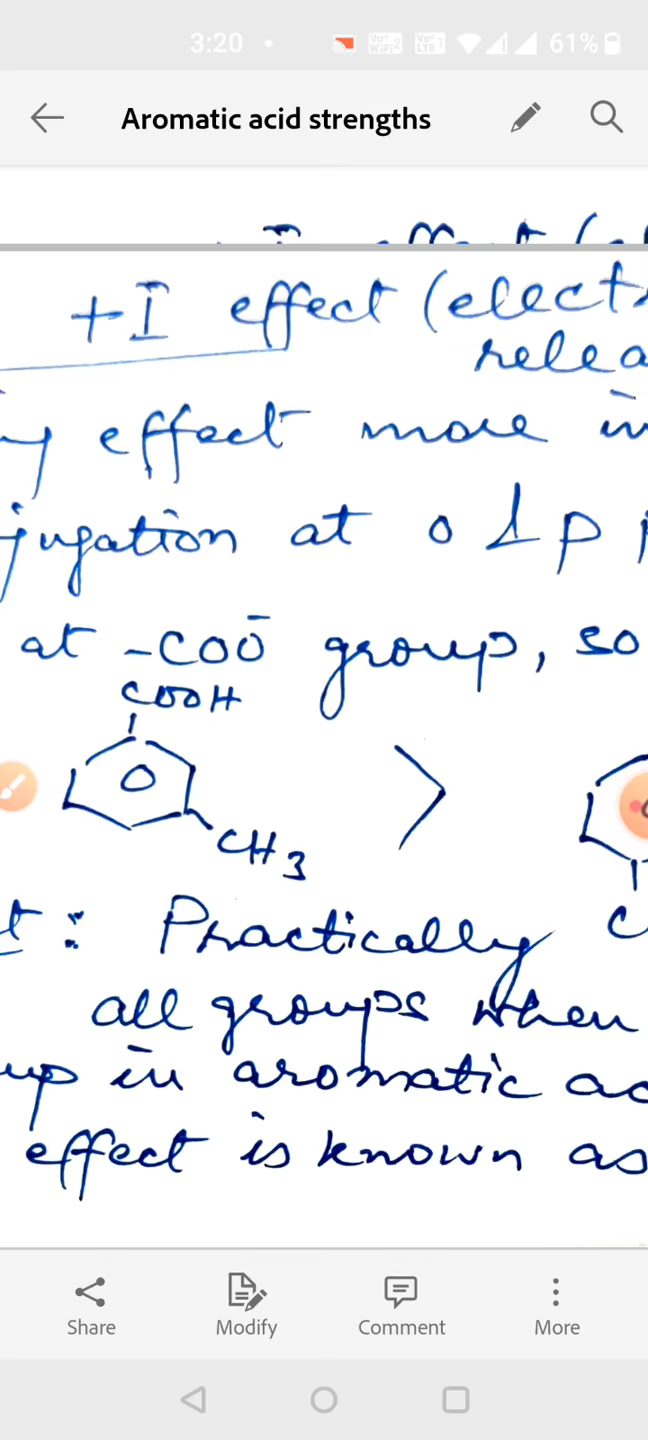 3:20
61%
Aromatic acid strengths
+I effect (elect
relea
y effect more in
jugation at o & p
at -COO⁻ group, so
COOH
CH3
>
t : Practically
all groups when
up in aromatic ac
effect is known as
Share
Modify
Comment
More